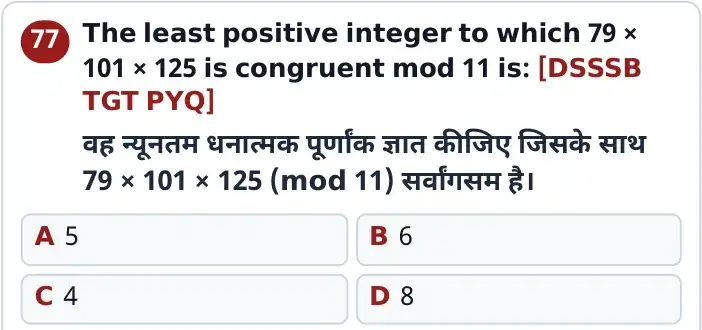 77 The least positive integer to which 79 ×
101 × 125 is congruent mod 11 is: [DSSSB
TGT PYQ]
वह न्यूनतम धनात्मक पूर्णांक ज्ञात कीजिए जिसके साथ
79 × 101 × 125 (mod 11) सर्वांगसम है।
A 5
B 6
C 4
D 8